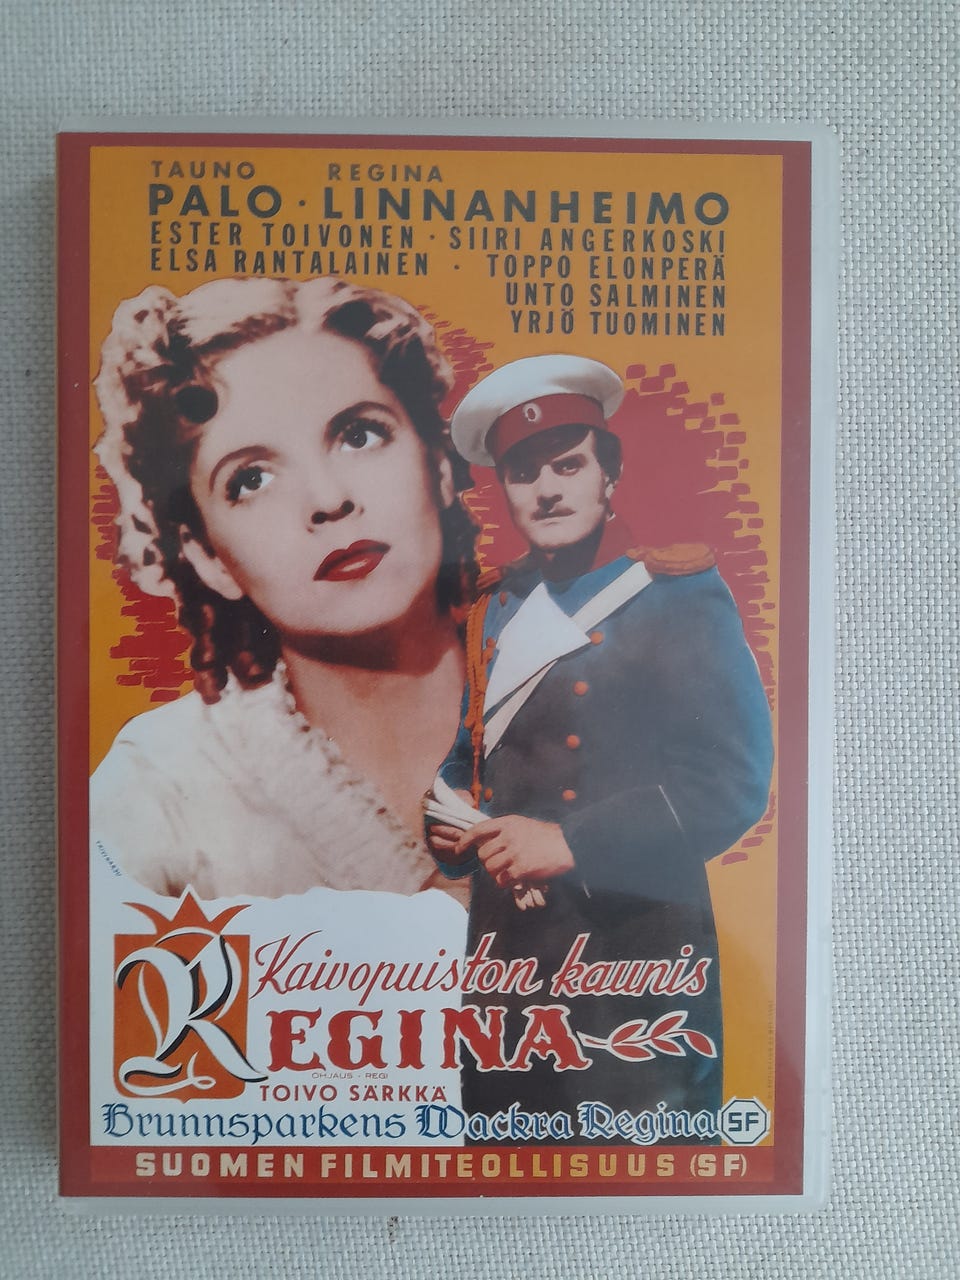 TAUNO REGINA
PALO · LINNANHEIMO
ESTER TOIVONEN · SIIRI ANGERKOSKI
ELSA RANTALAINEN · TOPPO ELONPERÄ
UNTO SALMINEN
YRJÖ TUOMINEN
Kaivopuiston kaunis
REGINA
OHJAUS - REGI
TOIVO SÄRKKÄ
Brunnsparkens Wackra Regina SF
SUOMEN FILMITEOLLISUUS (SF)